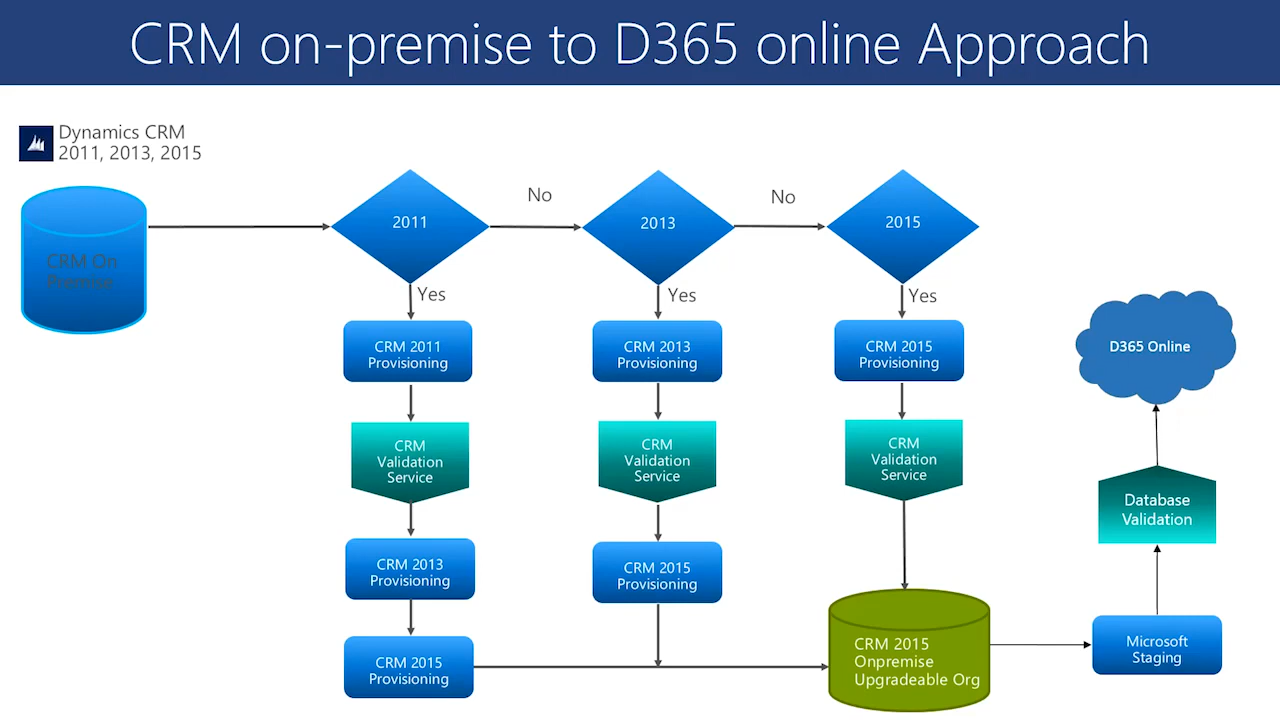 CRM on-premise to D365 online Approach
Dynamics CRM
2011, 2013, 2015
CRM On
Premise
2011
No
2013
No
2015
Yes
Yes
Yes
CRM 2011
Provisioning
CRM 2013
Provisioning
CRM 2015
Provisioning
D365 Online
CRM
Validation
Service
CRM
Validation
Service
CRM
Validation
Service
Database
Validation
CRM 2013
Provisioning
CRM 2015
Provisioning
CRM 2015
Provisioning
CRM 2015
Onpremise
Upgradeable Org
Microsoft
Staging